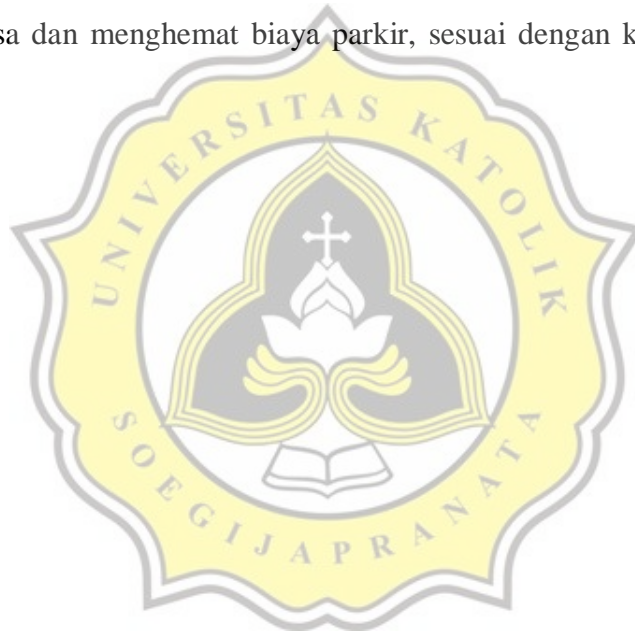 sa dan menghemat biaya parkir, sesuai dengan k
UNIVERSITAS KATOLIK
SOEGIJAPRANATA